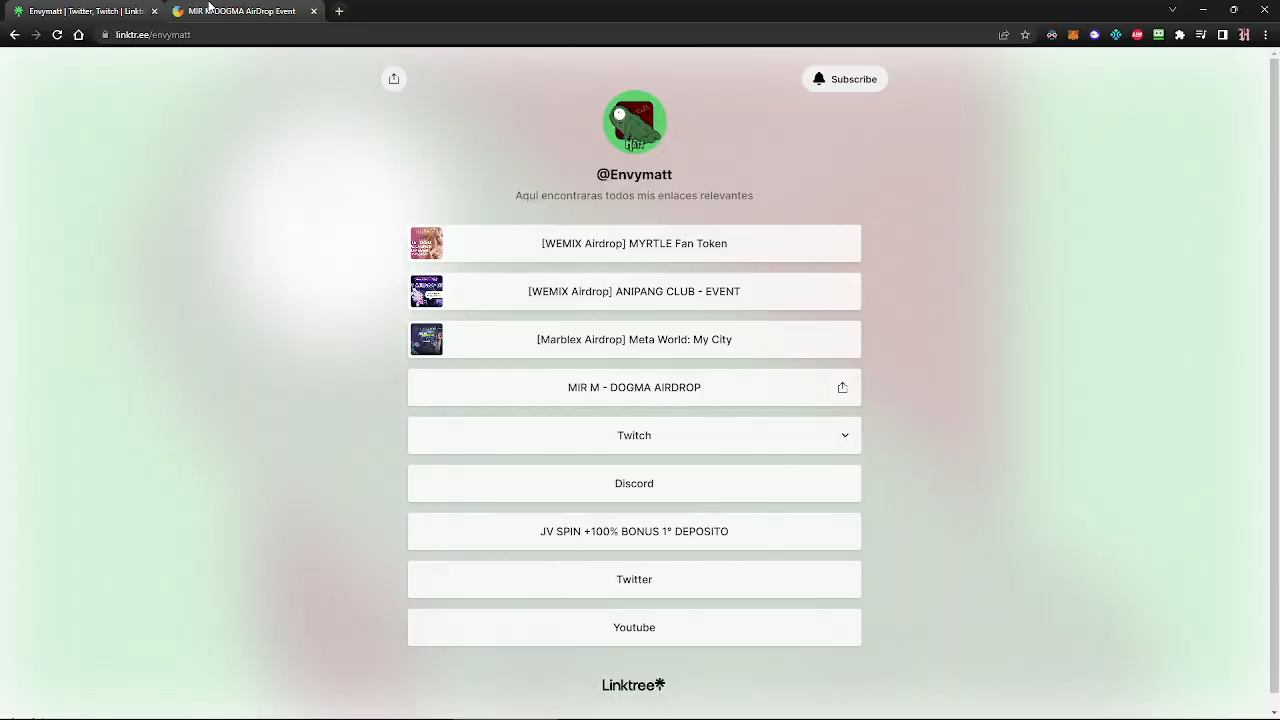 Envymatt | Twitter, Twitch | Linkt
MIR M-DOGMA AirDrop Event
linktr.ee/envymatt
Subscribe
@Envymatt
Aqui encontraras todos mis enlaces relevantes
[WEMIX Airdrop] MYRTLE Fan Token
[WEMIX Airdrop] ANIPANG CLUB - EVENT
[Marblex Airdrop] Meta World: My City
MIR M - DOGMA AIRDROP
Twitch
Discord
JV SPIN +100% BONUS 1° DEPOSITO
Twitter
Youtube
Linktree